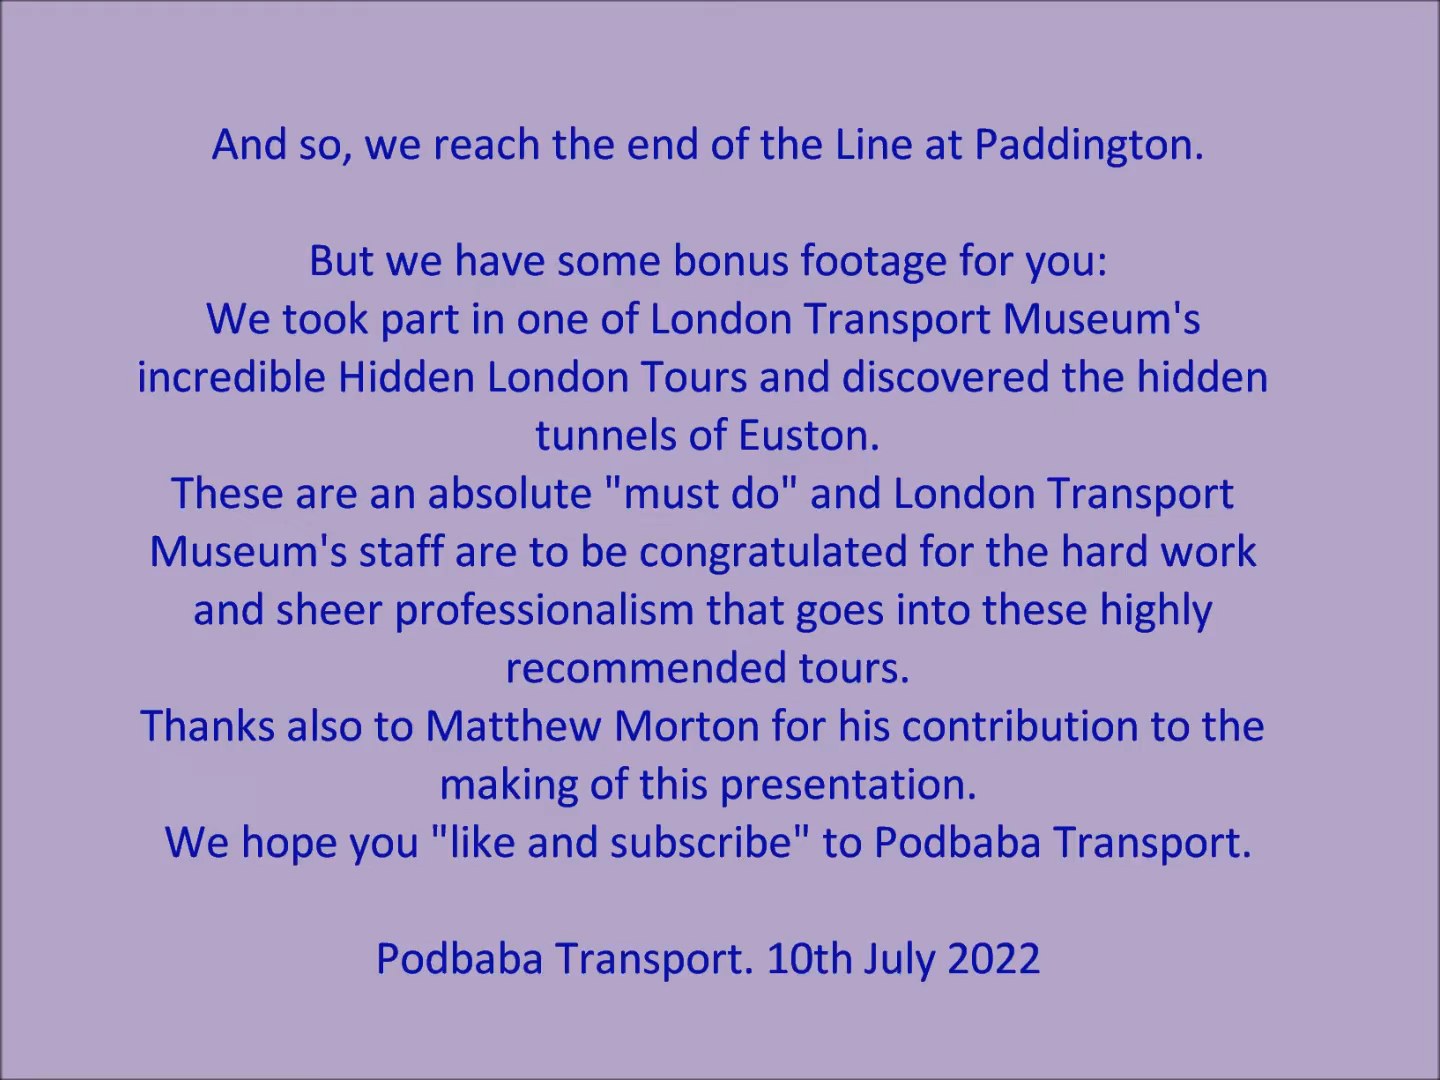 And so, we reach the end of the Line at Paddington.
But we have some bonus footage for you:
We took part in one of London Transport Museum's
incredible Hidden London Tours and discovered the hidden
tunnels of Euston.
These are an absolute "must do" and London Transport
Museum's staff are to be congratulated for the hard work
and sheer professionalism that goes into these highly
recommended tours.
Thanks also to Matthew Morton for his contribution to the
making of this presentation.
We hope you "like and subscribe" to Podbaba Transport.
Podbaba Transport. 10th July 2022